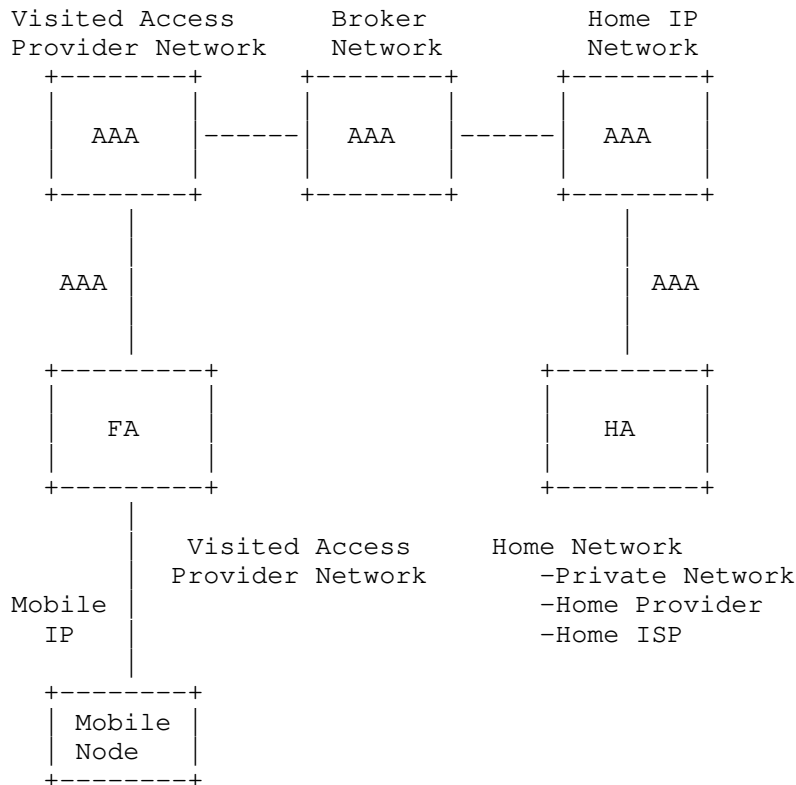 Visited Access Broker Home IP
Provider Network Network Network
AAA AAA AAA
AAA AAA
FA HA
Visited Access Home Network
Provider Network -Private Network
Mobile -Home Provider
IP -Home ISP
Mobile
Node